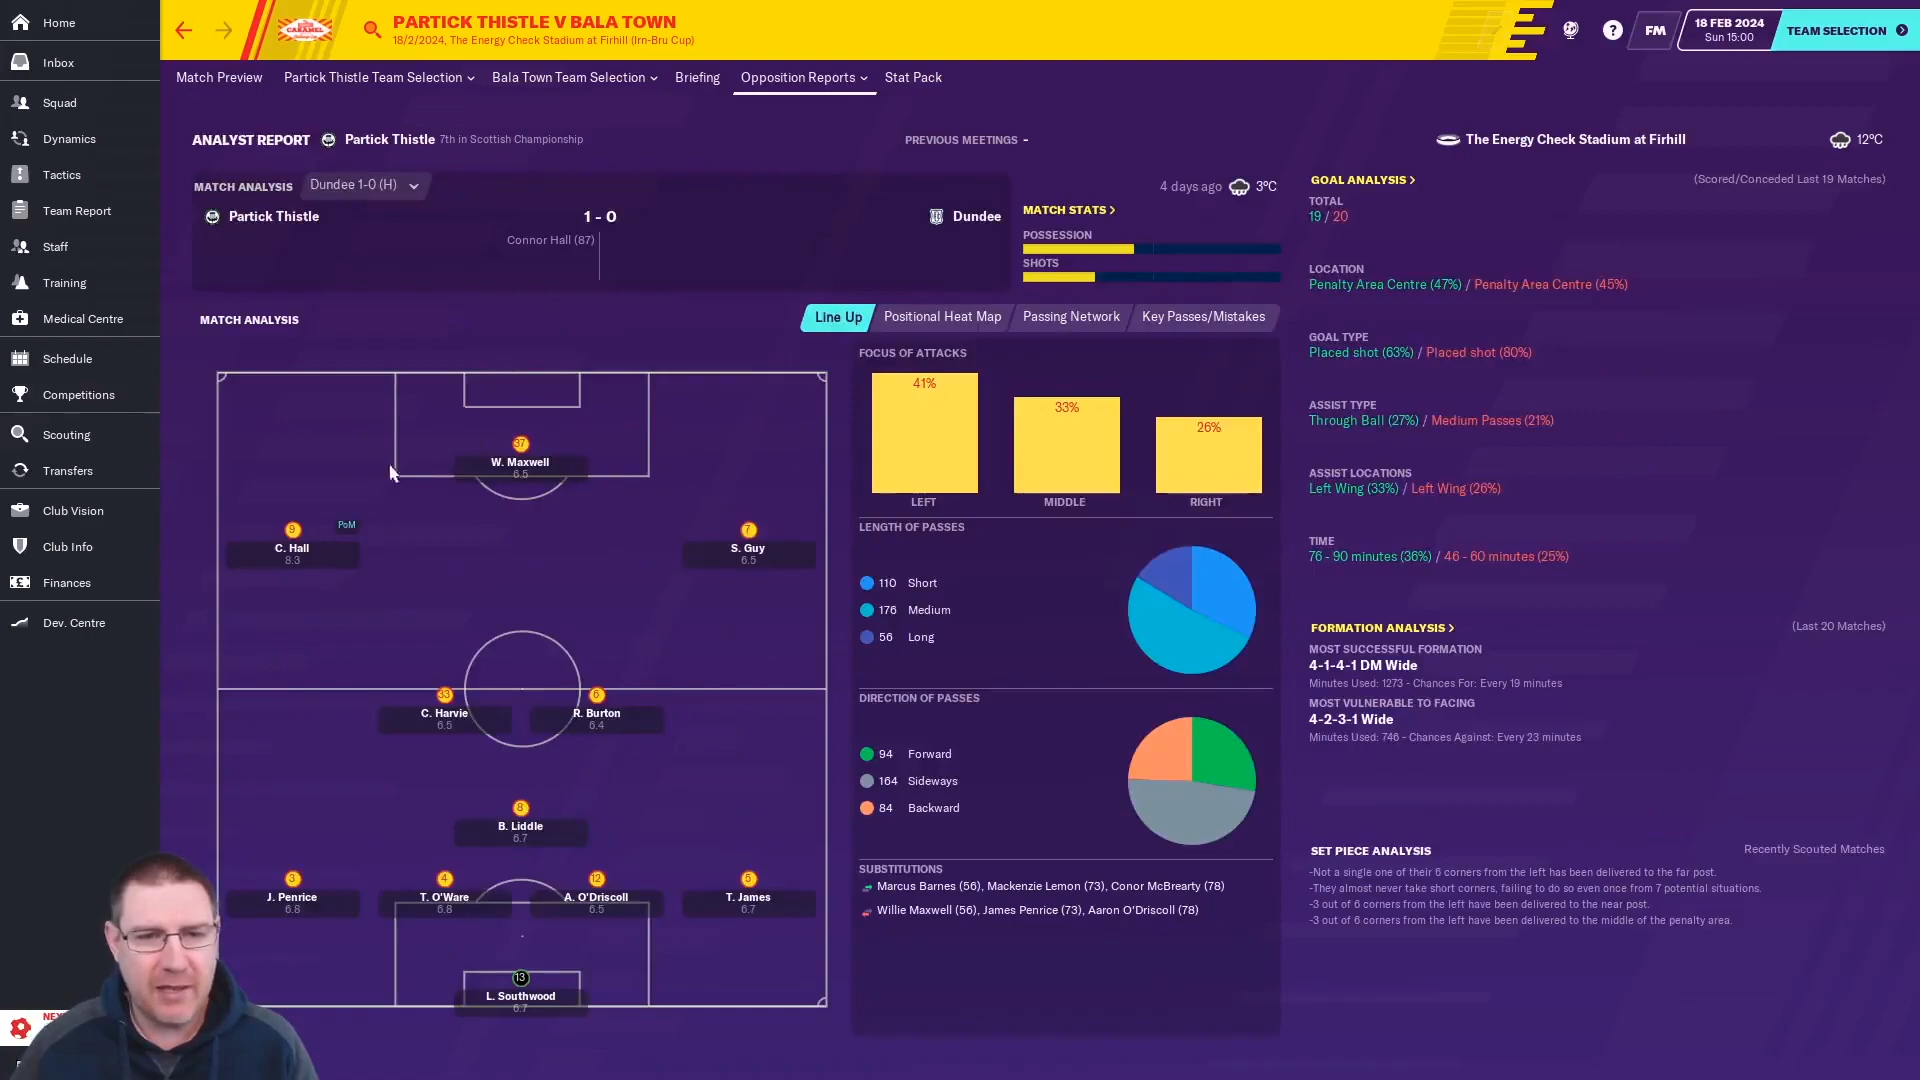 Home
Inbox
Squad
Dynamics
Tactics
Team Report
Staff
Training
Medical Centre
Schedule
Competitions
Scouting
Transfers
Club Vision
Club Info
Finances
Dev. Centre
CARAMEL
PARTICK THISTLE V BALA TOWN
18/2/2024, The Energy Check Stadium at Firhill (Irn-Bru Cup)
?
FM
18 FEB 2024
Sun 15:00
TEAM SELECTION
Match Preview
Partick Thistle Team Selection
Bala Town Team Selection
Briefing
Opposition Reports
Stat Pack
ANALYST REPORT
Partick Thistle 7th in Scottish Championship
PREVIOUS MEETINGS -
The Energy Check Stadium at Firhill
12°C
MATCH ANALYSIS
Dundee 1-0 (H)
4 days ago
3°C
Partick Thistle
1 - 0
Dundee
Connor Hall (87)
MATCH STATS >
POSSESSION
SHOTS
MATCH ANALYSIS
Line Up
Positional Heat Map
Passing Network
Key Passes/Mistakes
37
W. Maxwell
6.5
9
PoM
C. Hall
8.3
7
S. Guy
6.5
33
C. Harvie
6.5
6
R. Burton
6.4
8
B. Liddle
6.7
3
J. Penrice
6.8
4
T. O'Ware
6.8
12
A. O'Driscoll
6.5
5
T. James
6.7
13
L. Southwood
6.7
FOCUS OF ATTACKS
41%
33%
26%
LEFT
MIDDLE
RIGHT
LENGTH OF PASSES
110 Short
176 Medium
56 Long
DIRECTION OF PASSES
94 Forward
164 Sideways
84 Backward
SUBSTITUTIONS
Marcus Barnes (56), Mackenzie Lemon (73), Conor McBrearty (78)
Willie Maxwell (56), James Penrice (73), Aaron O'Driscoll (78)
GOAL ANALYSIS >
(Scored/Conceded Last 19 Matches)
TOTAL
19 / 20
LOCATION
Penalty Area Centre (47%) / Penalty Area Centre (45%)
GOAL TYPE
Placed shot (63%) / Placed shot (80%)
ASSIST TYPE
Through Ball (27%) / Medium Passes (21%)
ASSIST LOCATIONS
Left Wing (33%) / Left Wing (26%)
TIME
76 - 90 minutes (36%) / 46 - 60 minutes (25%)
FORMATION ANALYSIS >
(Last 20 Matches)
MOST SUCCESSFUL FORMATION
4-1-4-1 DM Wide
Minutes Used: 1273 - Chances For: Every 19 minutes
MOST VULNERABLE TO FACING
4-2-3-1 Wide
Minutes Used: 746 - Chances Against: Every 23 minutes
SET PIECE ANALYSIS
Recently Scouted Matches
-Not a single one of their 6 corners from the left has been delivered to the far post.
-They almost never take short corners, failing to do so even once from 7 potential situations.
-3 out of 6 corners from the left have been delivered to the near post.
-3 out of 6 corners from the left have been delivered to the middle of the penalty area.